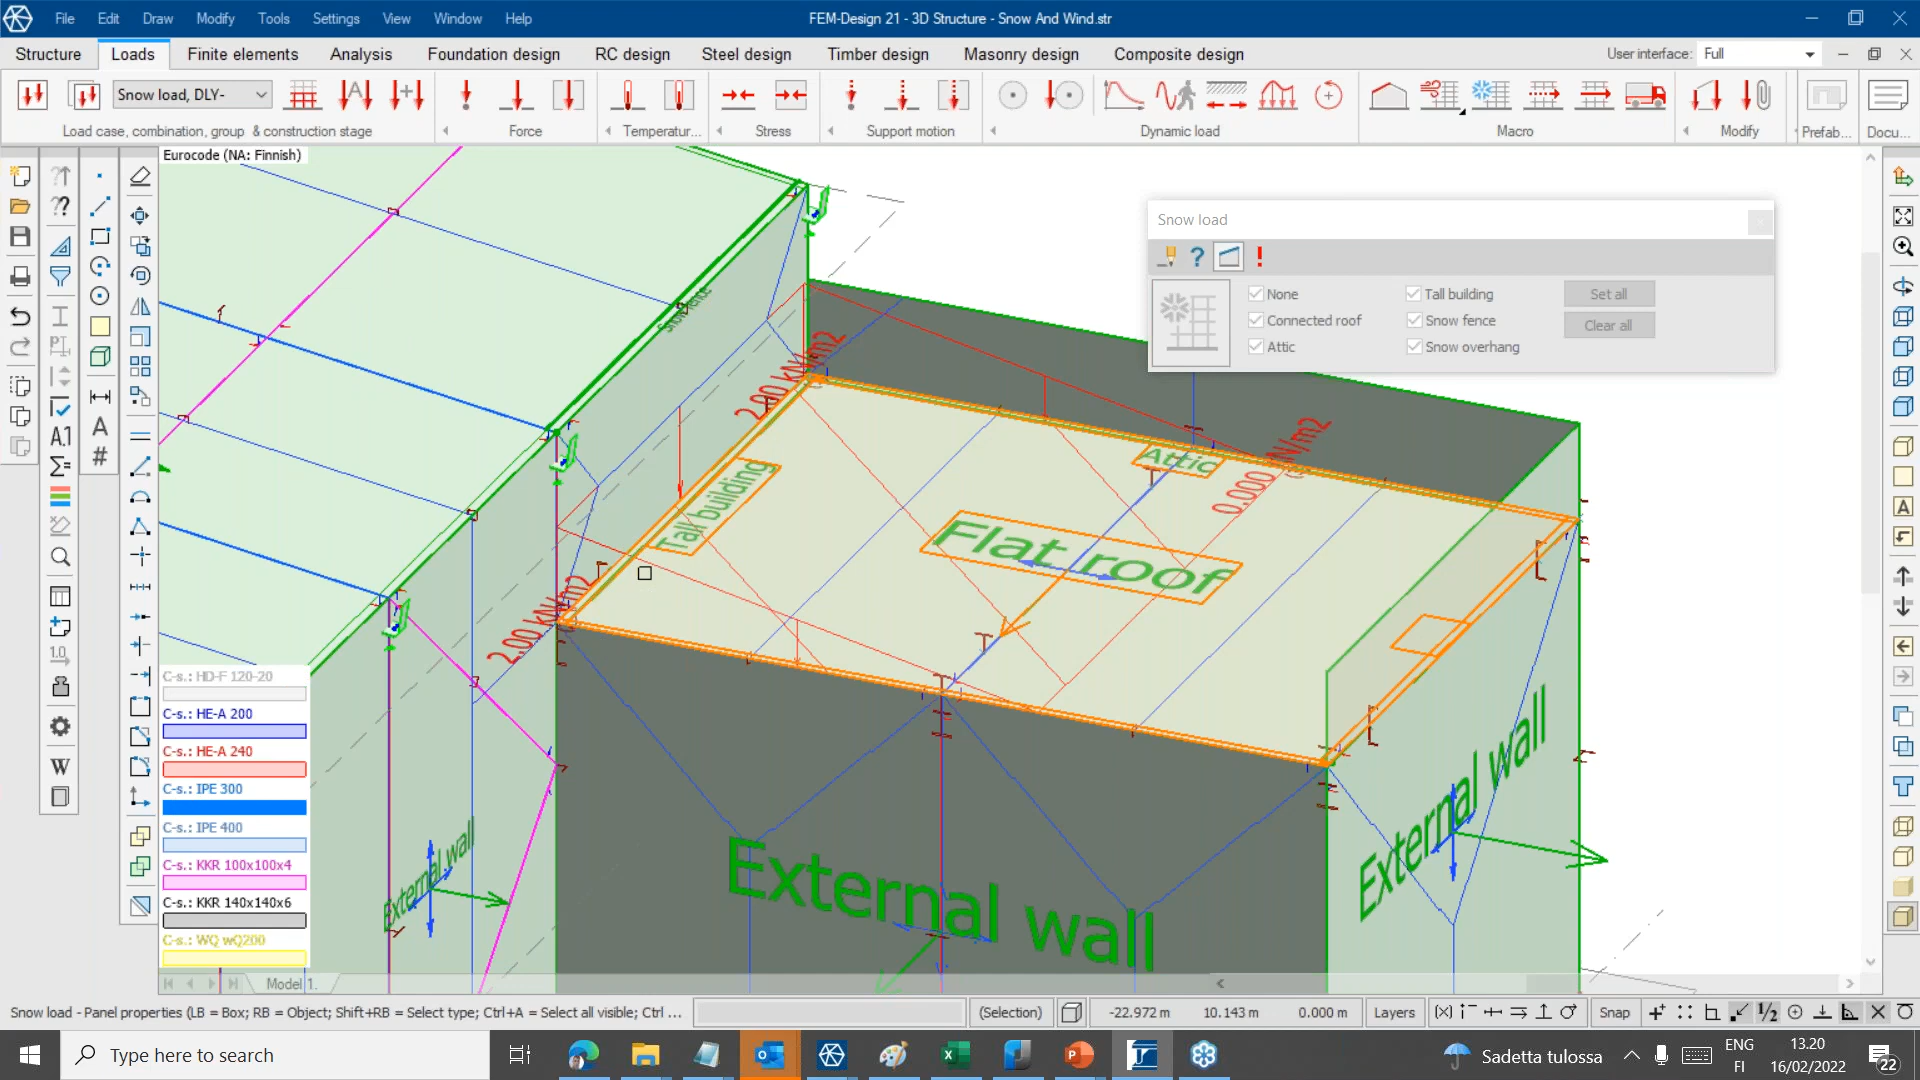 File Edit Draw Modify Tools Settings View Window Help
FEM-Design 21 - 3D Structure - Snow And Wind.str
Structure Loads Finite elements Analysis Foundation design RC design Steel design Timber design Masonry design Composite design
User interface: Full
Snow load, DLY-
Load case, combination, group & construction stage
Force
Temperatur...
Stress
Support motion
Dynamic load
Macro
Modify
Prefab...
Docu...
Eurocode (NA: Finnish)
Snow load
None
Tall building
Set all
Connected roof
Snow fence
Clear all
Attic
Snow overhang
Snow fence
2.00 kN/m2
Attic
Tall building
Flat roof
2.00 kN/m2
External wall
External wall
External wall
C-s.: HD-F 120-20
C-s.: HE-A 200
C-s.: HE-A 240
C-s.: IPE 300
C-s.: IPE 400
C-s.: KKR 100x100x4
C-s.: KKR 140x140x6
C-s.: WQ wQ200
Model 1.
Snow load - Panel properties (LB = Box; RB = Object; Shift+RB = Select type; Ctrl+A = Select all visible; Ctrl ...
(Selection)
-22.972 m 10.143 m 0.000 m
Layers
Snap
Type here to search
Sadetta tulossa
ENG
FI
13.20
16/02/2022
22